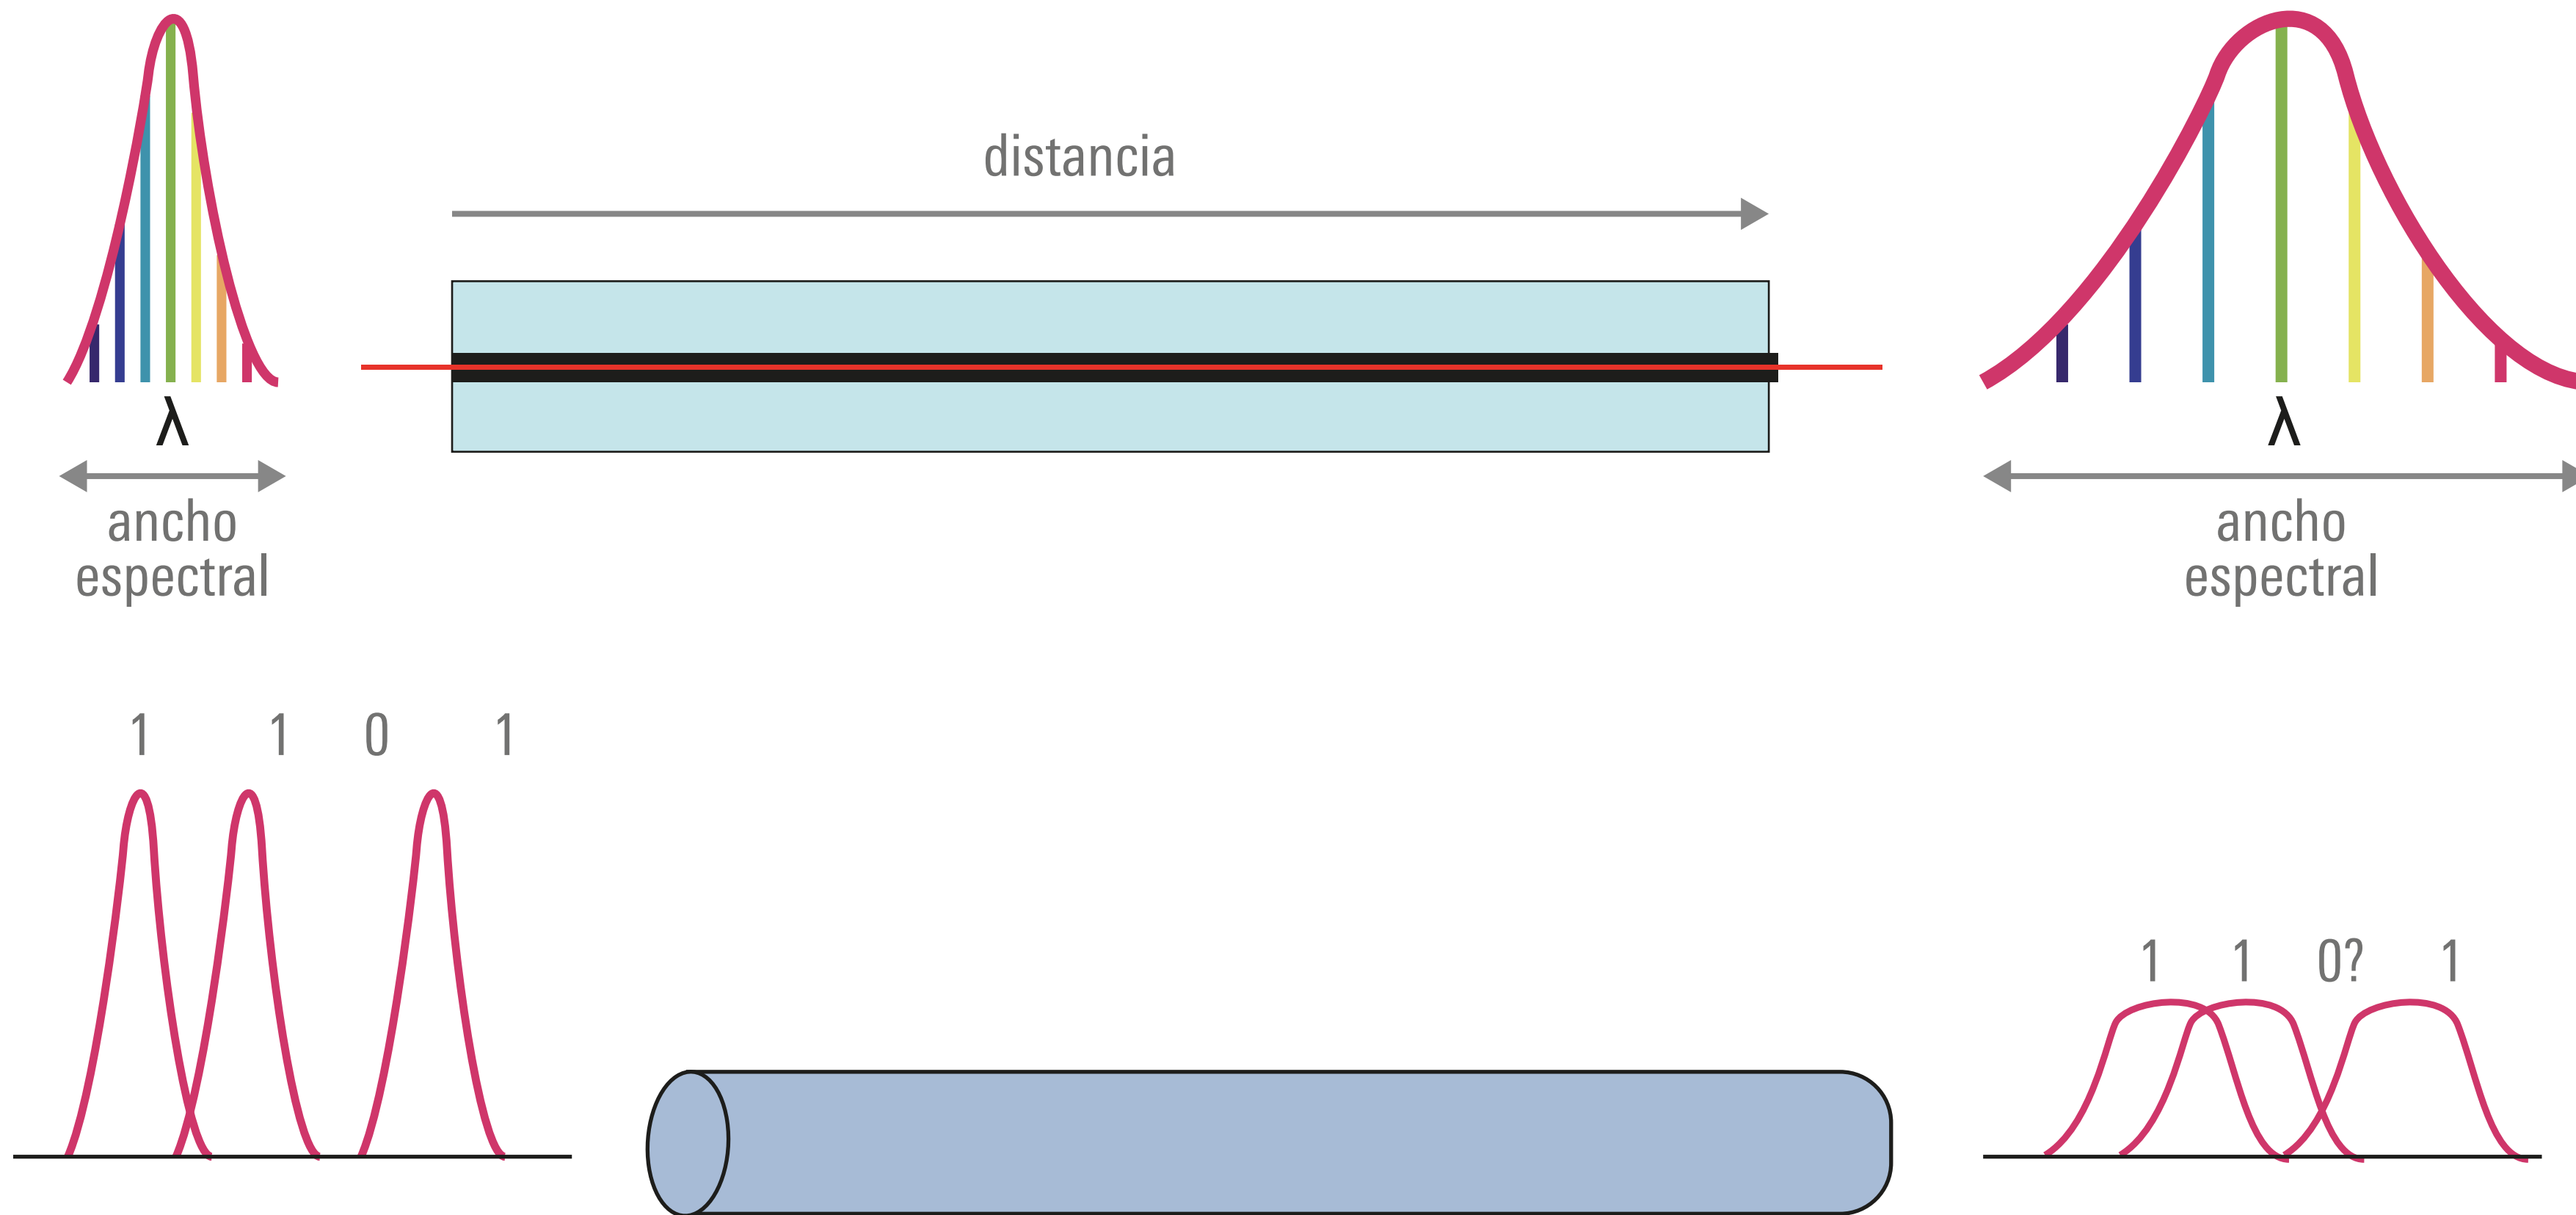 distancia
λ
ancho
espectral
λ
ancho
espectral
1 1 0 1
1 1 0? 1